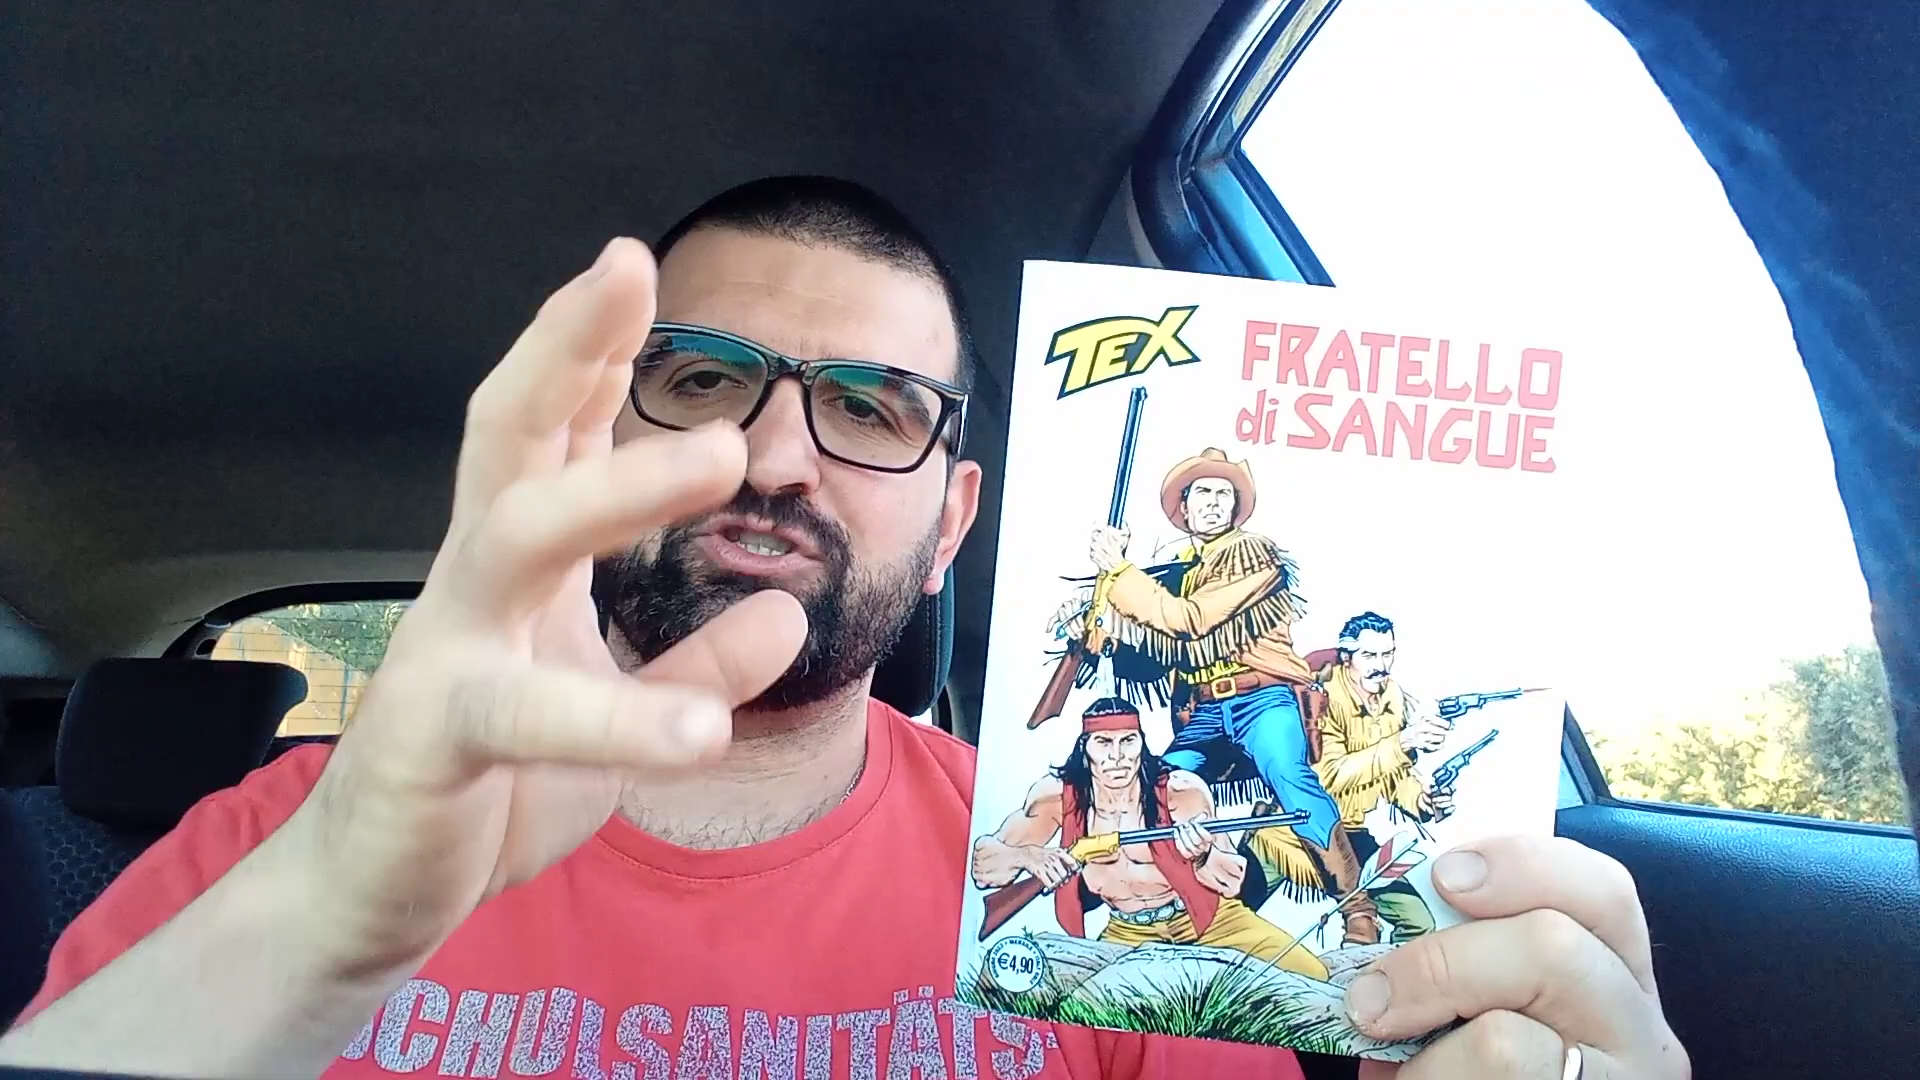 TEX
FRATELLO
di SANGUE
€4,90
SCHULSANITÄTS-